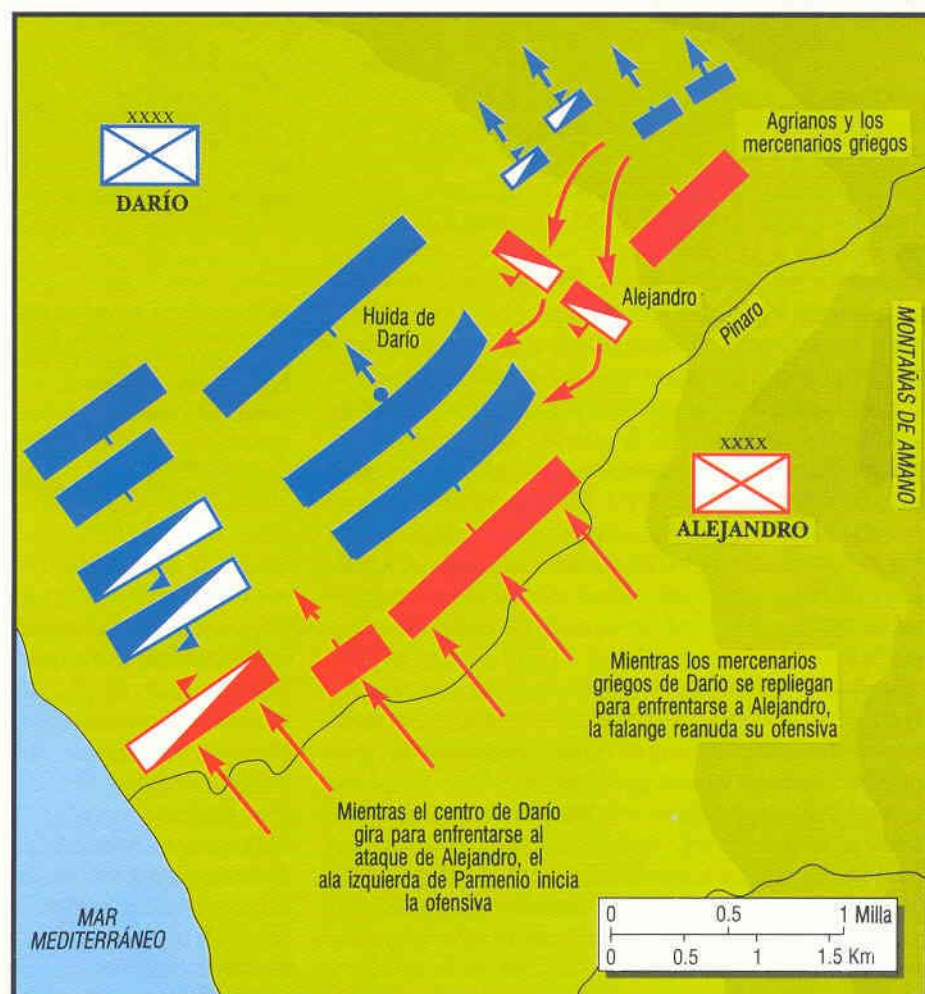 XXXX
DARÍO
Agrianos y los
mercenarios griegos
Huida de
Darío
Alejandro
Pinaro
MONTAÑAS DE AMANO
XXXX
ALEJANDRO
Mientras los mercenarios
griegos de Darío se repliegan
para enfrentarse a Alejandro,
la falange reanuda su ofensiva
Mientras el centro de Darío
gira para enfrentarse al
ataque de Alejandro, el
ala izquierda de Parmenio inicia
la ofensiva
MAR
MEDITERRÁNEO
0 0.5 1 Milla
0 0.5 1 1.5 Km